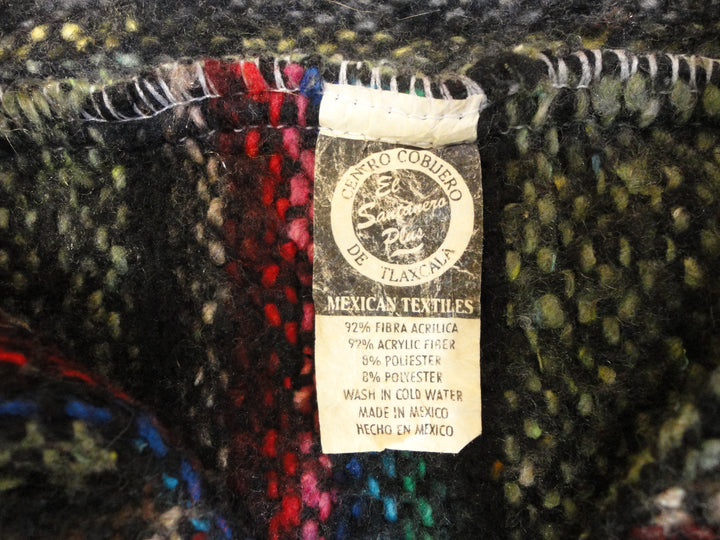 CENTRO COBIJERO
El
Santanero
Plus
DE TLAXCALA
MEXICAN TEXTILES
92% FIBRA ACRILICA
92% ACRYLIC FIBER
8% POLIESTER
8% POLYESTER
WASH IN COLD WATER
MADE IN MEXICO
HECHO EN MEXICO